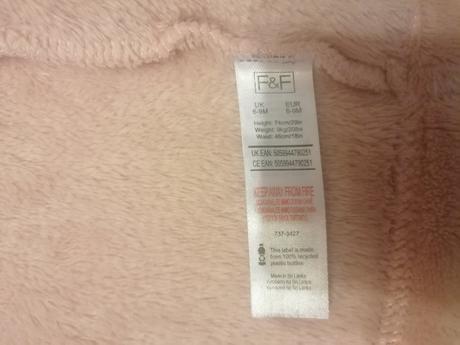 F&F
UK EUR
6-9M 6-9M
Height: 74cm/29in
Weight: 9kg/20lbs
Waist: 46cm/18in
UK EAN: 5059944790251
CE EAN: 5059944790251
KEEP AWAY FROM FIRE
737-3427
This label is made
from 100% recycled
plastic bottles
Made in Sri Lanka